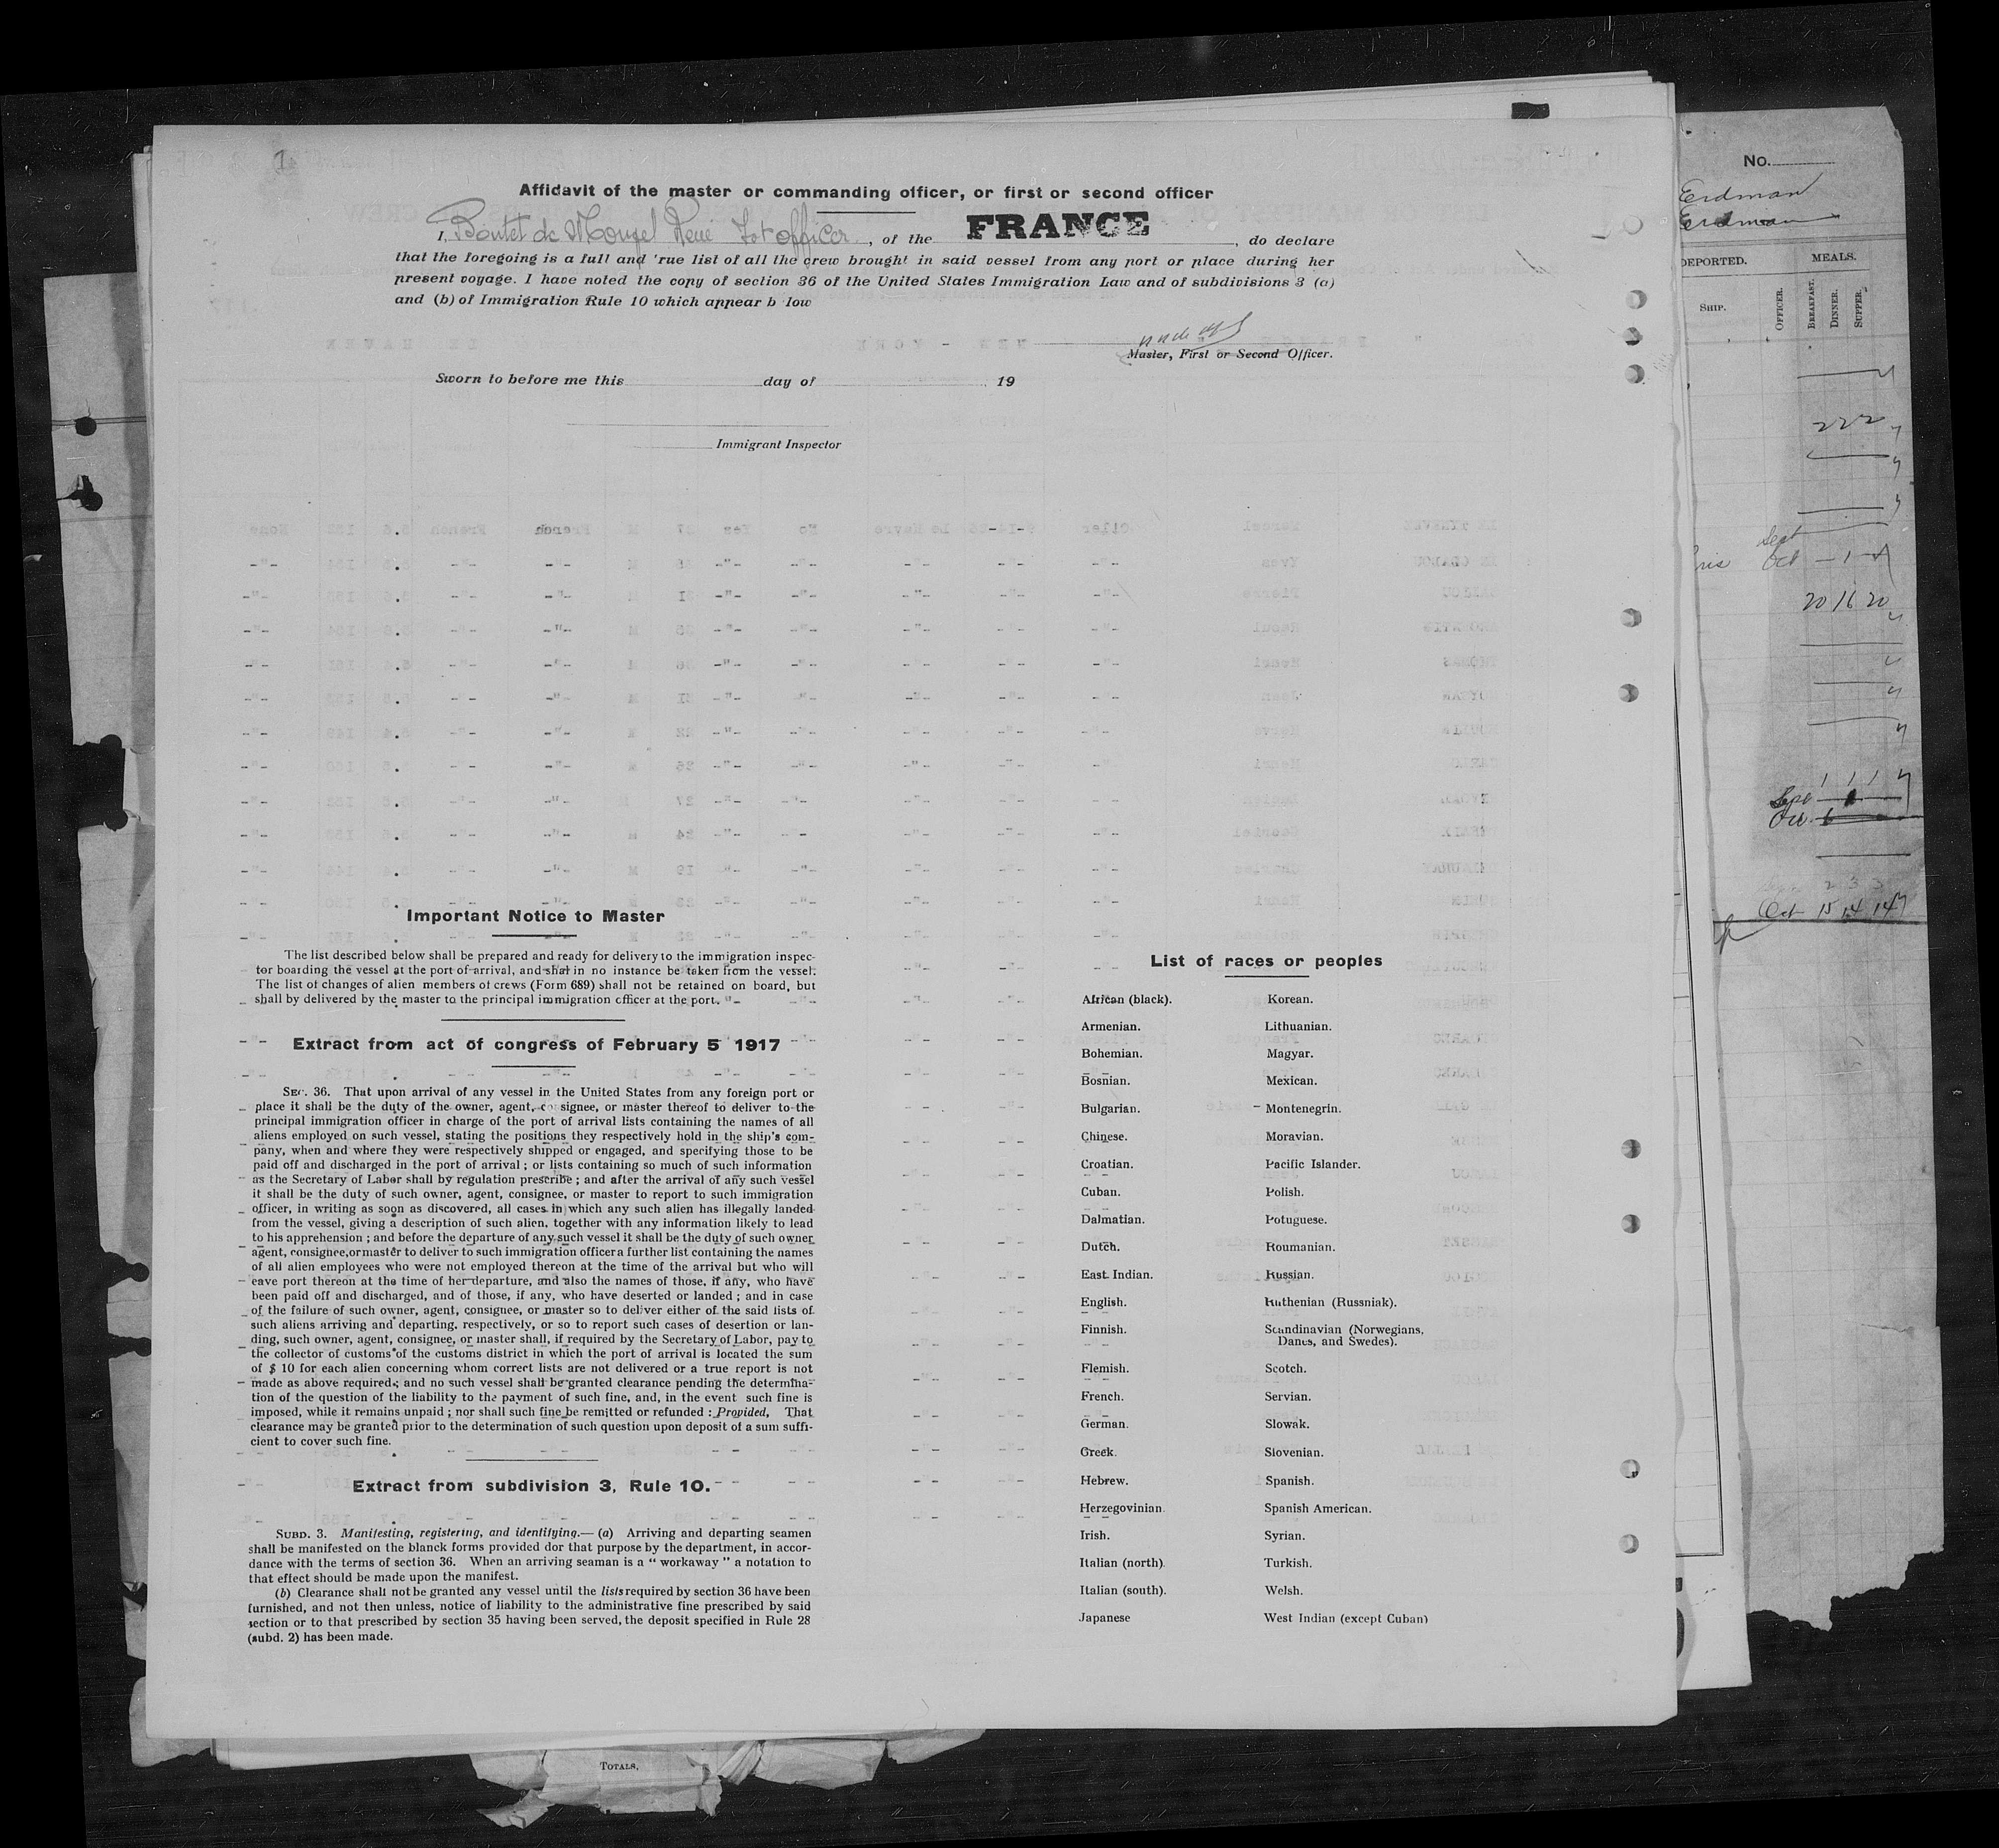 Affidavit of the master or commanding officer, or first or second officer
I, Boutet de Monvel René 1st officer, of the FRANCE, do declare
that the foregoing is a full and 'rue list of all the crew brought in said vessel from any port or place during her
present voyage. I have noted the copy of section 36 of the United States Immigration Law and of subdivisions 3 (a)
and (b) of Immigration Rule 10 which appear b low
Master, First or Second Officer.
Sworn to before me this day of 19
Immigrant Inspector
Important Notice to Master
The list described below shall be prepared and ready for delivery to the immigration inspec-
tor boarding the vessel at the port of arrival, and shal in no instance be taken from the vessel.
The list of changes of alien members of crews (Form 689) shall not be retained on board, but
shall by delivered by the master to the principal immigration officer at the port.
Extract from act of congress of February 5 1917
SEC. 36. That upon arrival of any vessel in the United States from any foreign port or
place it shall be the duty of the owner, agent, co signee, or master thereof to deliver to the
principal immigration officer in charge of the port of arrival lists containing the names of all
aliens employed on such vessel, stating the positions they respectively hold in the ship's com-
pany, when and where they were respectively shipped or engaged, and specifying those to be
paid off and discharged in the port of arrival ; or lists containing so much of such information
as the Secretary of Labor shall by regulation prescribe ; and after the arrival of any such vessel
it shall be the duty of such owner, agent, consignee, or master to report to such immigration
officer, in writing as soon as discovered, all cases in which any such alien has illegally landed
from the vessel, giving a description of such alien, together with any information likely to lead
to his apprehension ; and before the departure of any such vessel it shall be the duty of such owner
agent, consignee, or master to deliver to such immigration officer a further list containing the names
of all alien employees who were not employed thereon at the time of the arrival but who will
eave port thereon at the time of her departure, and also the names of those, if any, who have
been paid off and discharged, and of those, if any, who have deserted or landed ; and in case
of the failure of such owner, agent, consignee, or master so to deliver either of the said lists of
such aliens arriving and departing, respectively, or so to report such cases of desertion or lan-
ding, such owner, agent, consignee, or master shall, if required by the Secretary of Labor, pay to
the collector of customs of the customs district in which the port of arrival is located the sum
of $ 10 for each alien concerning whom correct lists are not delivered or a true report is not
made as above required ; and no such vessel shall be granted clearance pending the determina-
tion of the question of the liability to the payment of such fine, and, in the event such fine is
imposed, while it remains unpaid ; nor shall such fine be remitted or refunded : Provided, That
clearance may be granted prior to the determination of such question upon deposit of a sum suffi-
cient to cover such fine.
Extract from subdivision 3, Rule 10.
SUBD. 3. Manifesting, registering, and identifying.— (a) Arriving and departing seamen
shall be manifested on the blanck forms provided dor that purpose by the department, in accor-
dance with the terms of section 36. When an arriving seaman is a “ workaway ” a notation to
that effect should be made upon the manifest.
(b) Clearance shall not be granted any vessel until the lists required by section 36 have been
furnished, and not then unless, notice of liability to the administrative fine prescribed by said
section or to that prescribed by section 35 having been served, the deposit specified in Rule 28
(subd. 2) has been made.
List of races or peoples
African (black). Korean.
Armenian. Lithuanian.
Bohemian. Magyar.
Bosnian. Mexican.
Bulgarian. Montenegrin.
Chinese. Moravian.
Croatian. Pacific Islander.
Cuban. Polish.
Dalmatian. Potuguese.
Dutch. Roumanian.
East Indian. Russian.
English. Ruthenian (Russniak).
Finnish. Scandinavian (Norwegians,
Danes, and Swedes).
Flemish. Scotch.
French. Servian.
German. Slowak.
Greek. Slovenian.
Hebrew. Spanish.
Herzegovinian. Spanish American.
Irish. Syrian.
Italian (north). Turkish.
Italian (south). Welsh.
Japanese West Indian (except Cuban)
No.
Erdman
Erdman
DEPORTED. MEALS.
SHIP. OFFICER. BREAKFAST. DINNER. SUPPER.
2 2 2
Sept
Oct — 1 —
20 16 20
1 1 1
Oct 15 14 14
TOTALS,